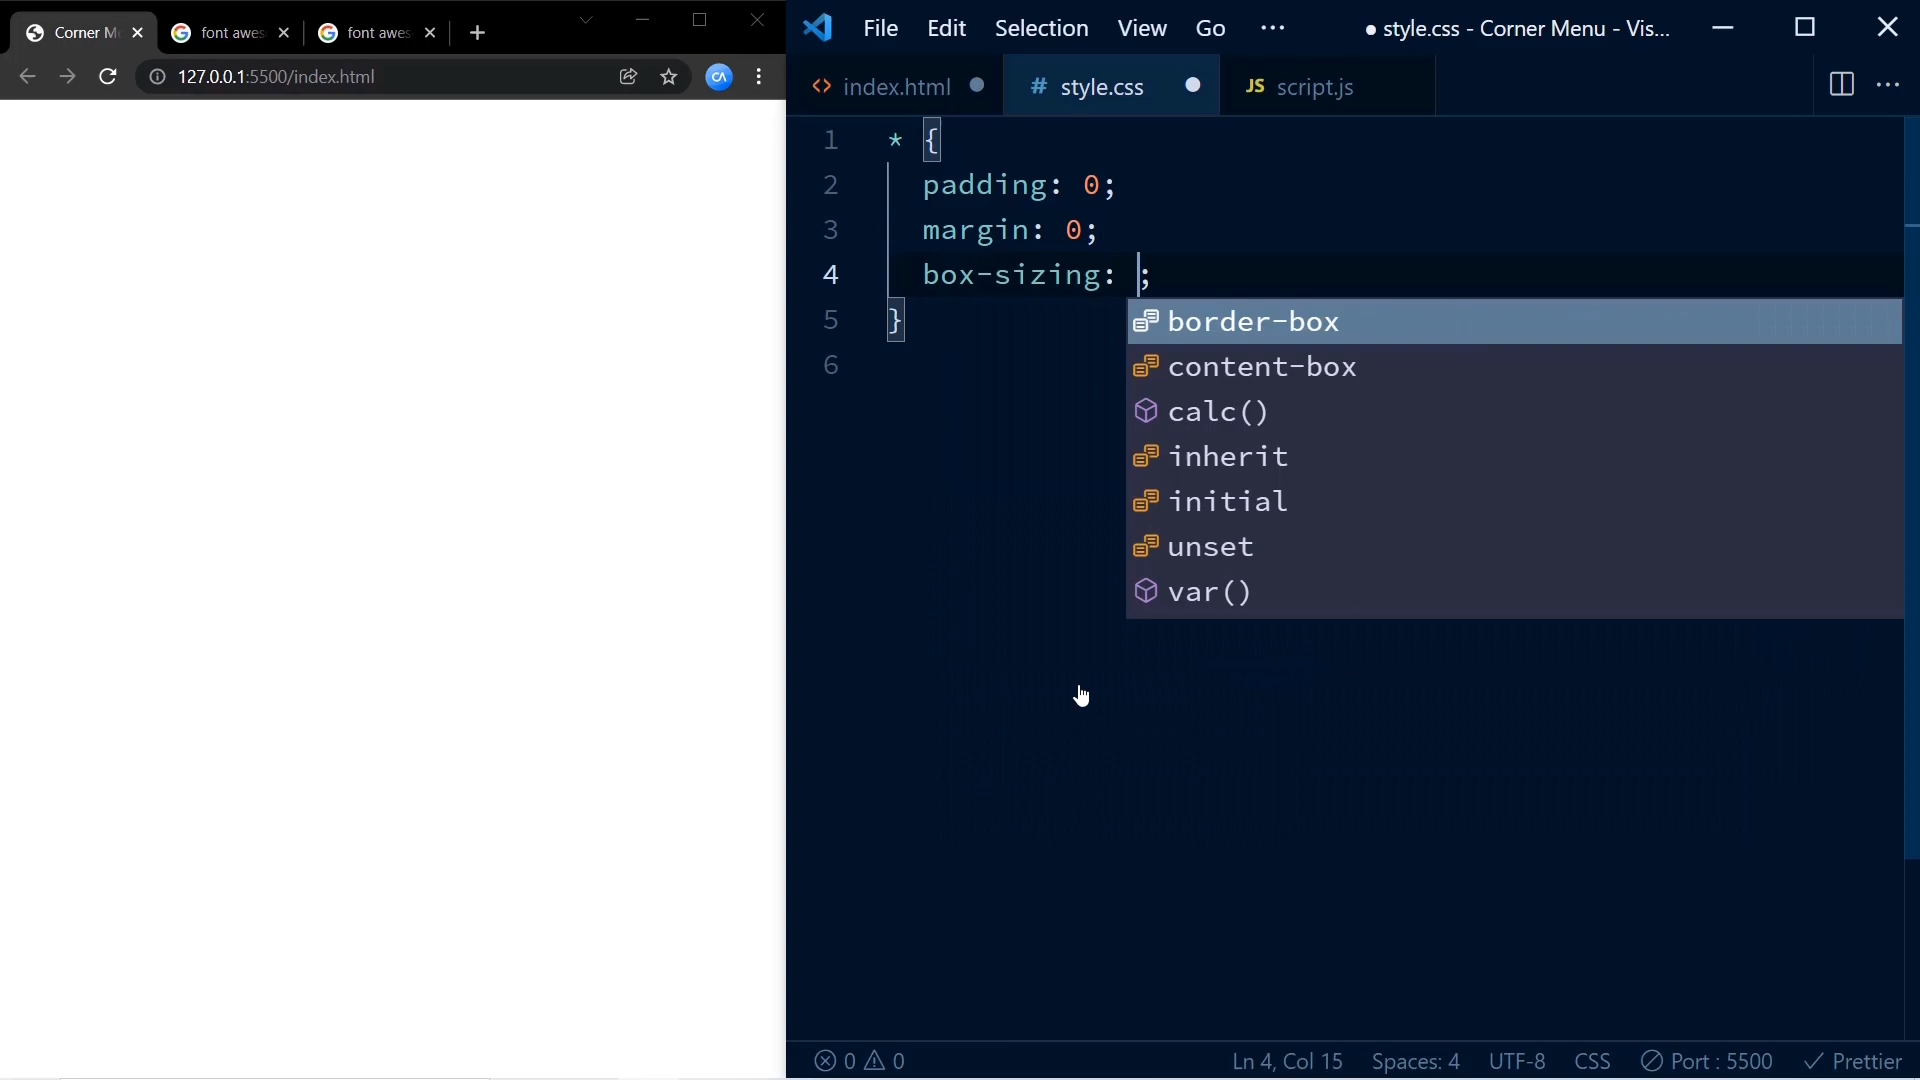 Corner M
font awes
font awes
127.0.0.1:5500/index.html
CA
File Edit Selection View Go ···
● style.css - Corner Menu - Vis...
<> index.html
# style.css
JS script.js
1 * {
2 padding: 0;
3 margin: 0;
4 box-sizing: ;
5 }
6
border-box
content-box
calc()
inherit
initial
unset
var()
0 0
Ln 4, Col 15 Spaces: 4 UTF-8 CSS Port : 5500 Prettier